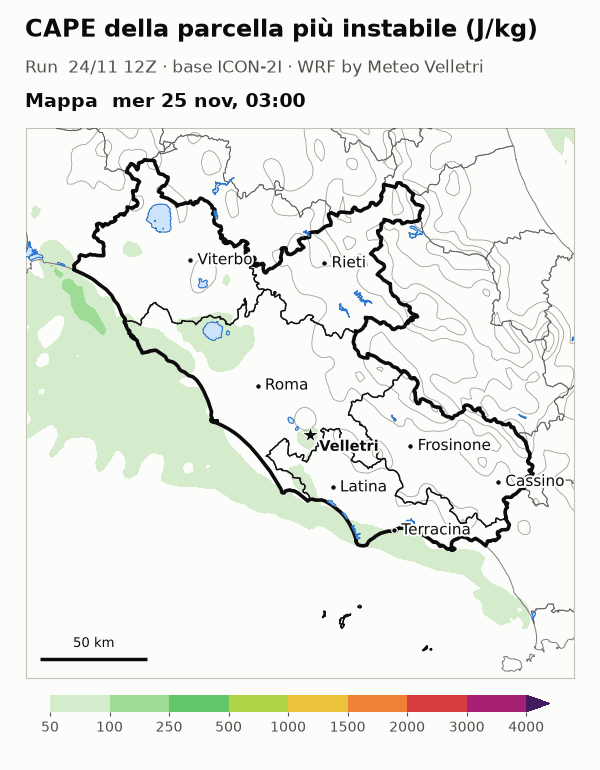 CAPE della parcella più instabile (J/kg)
Run  24/11 12Z · base ICON-2I · WRF by Meteo Velletri
Mappa  mer 25 nov, 03:00
Viterbo
Rieti
Roma
Velletri
Frosinone
Cassino
Latina
Terracina
50 km
50 100 250 500 1000 1500 2000 3000 4000